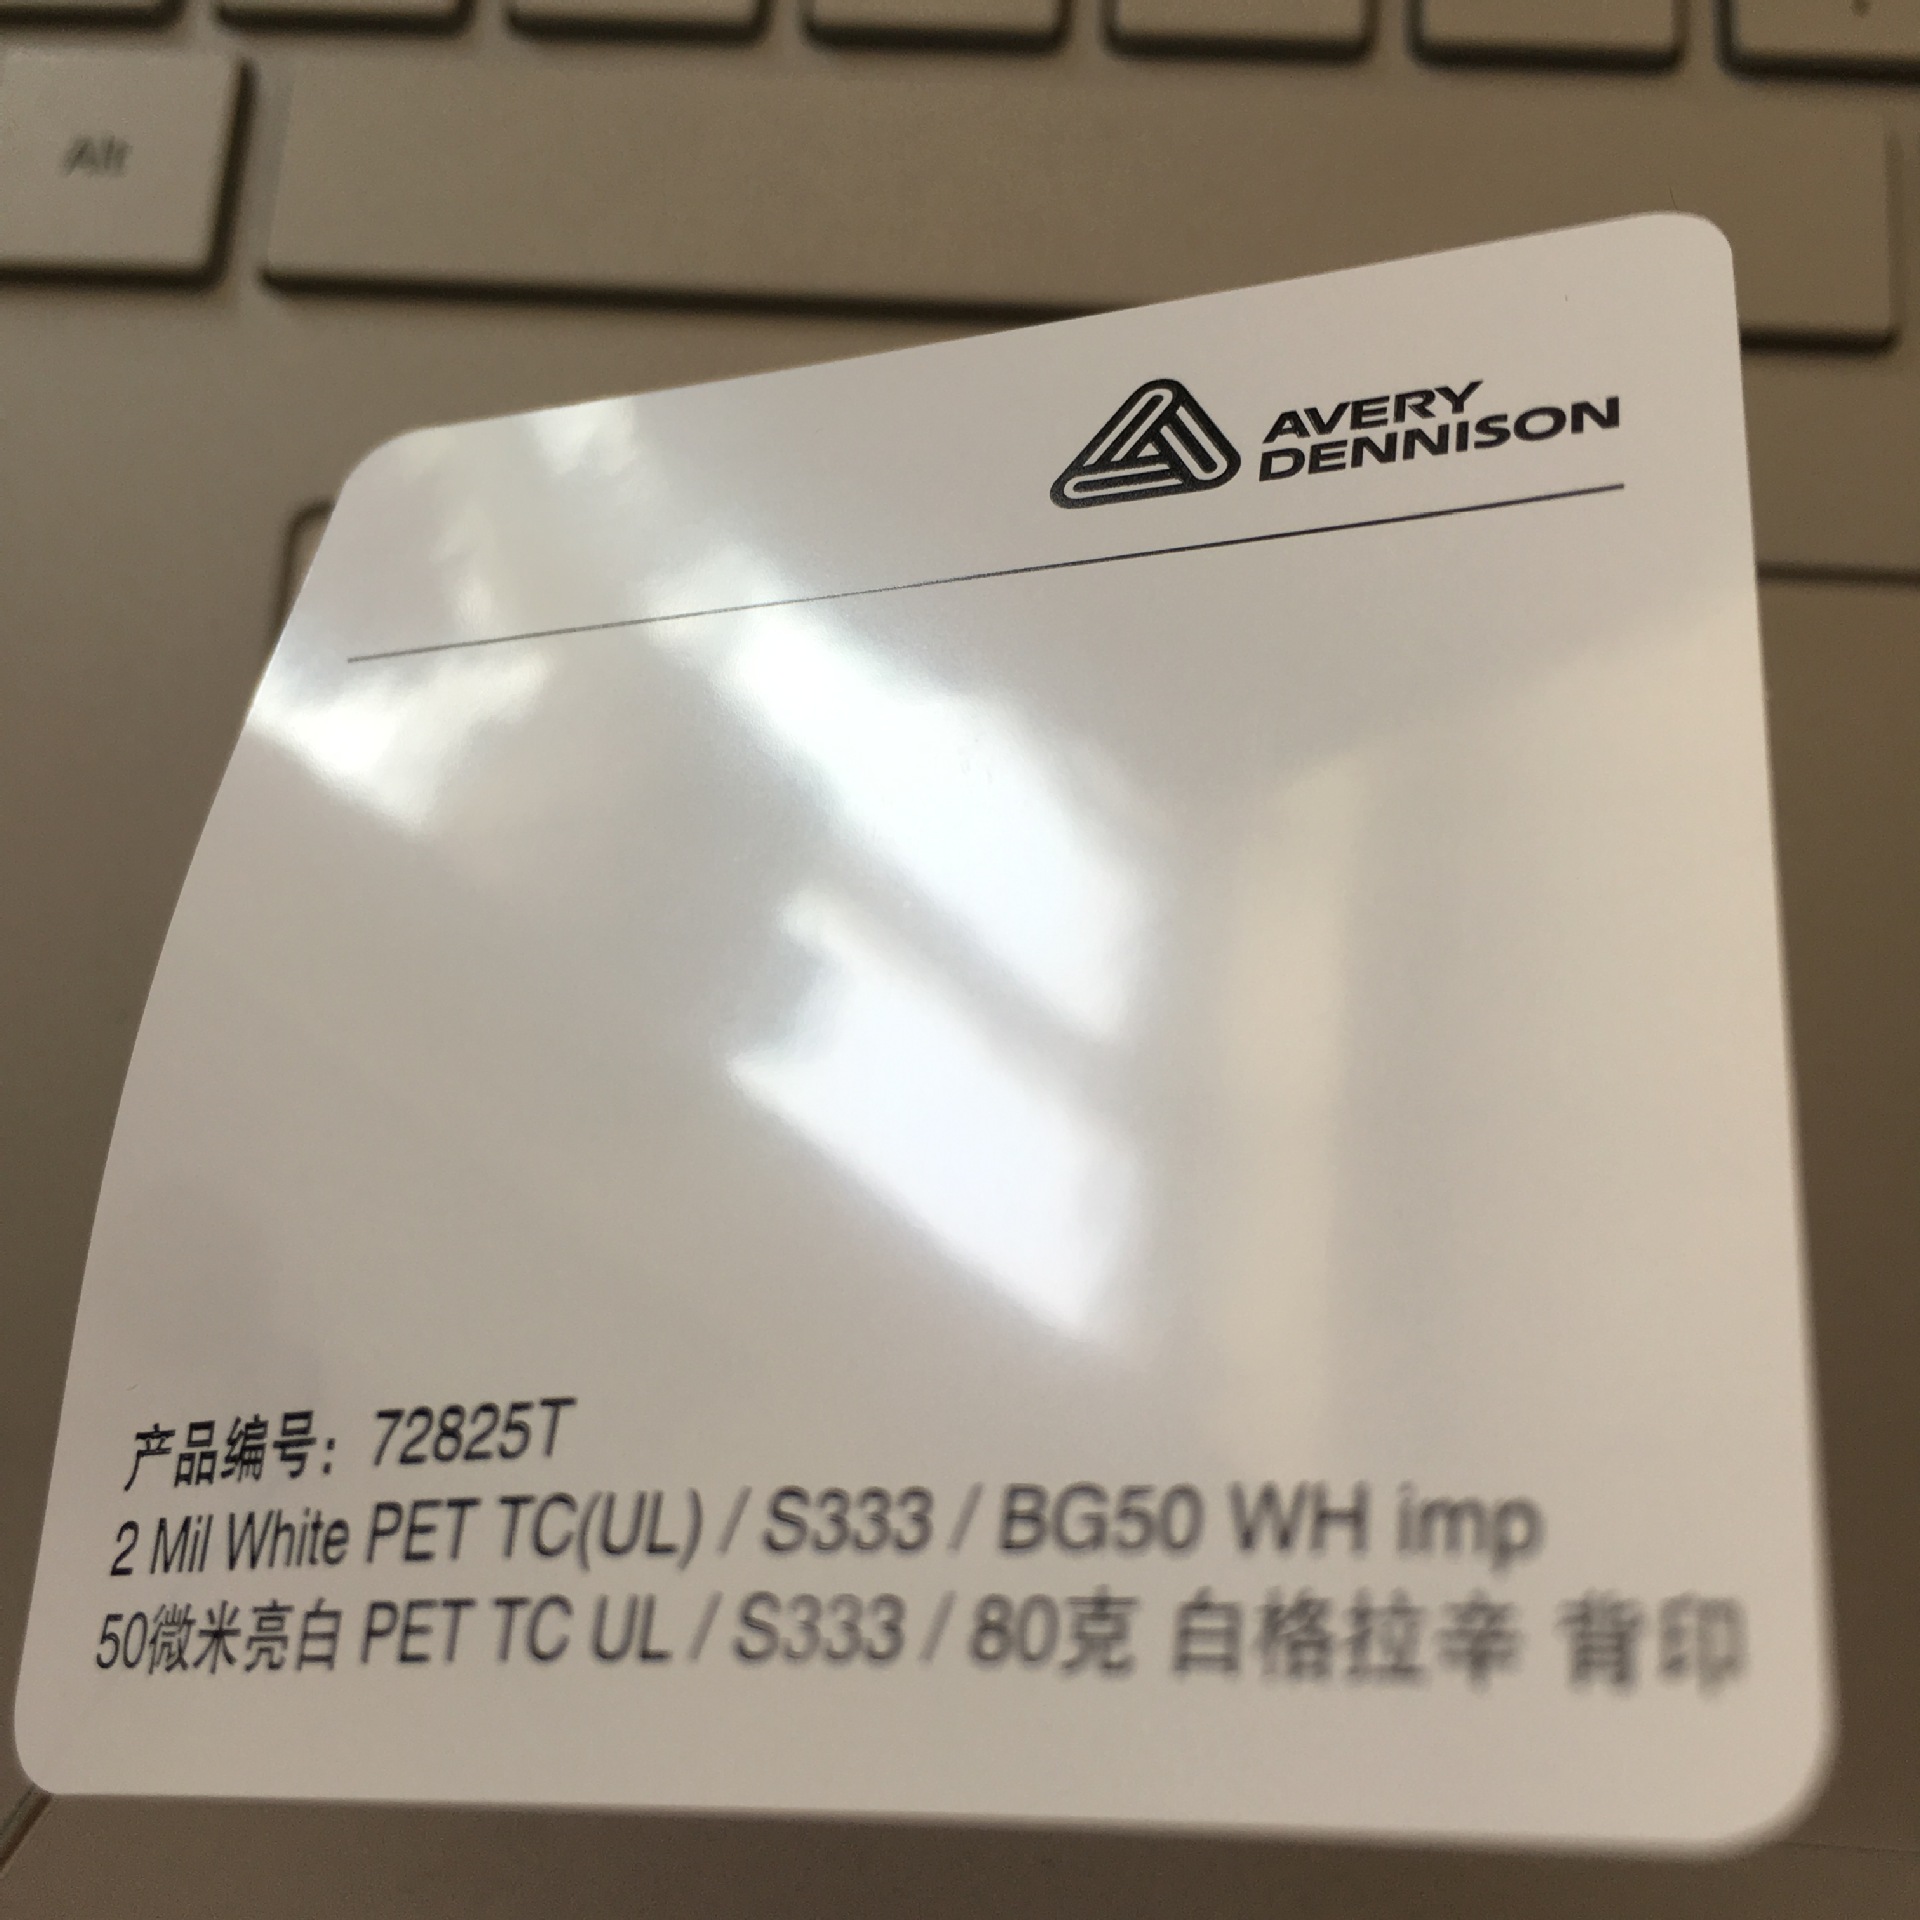 Alt
AVERY
DENNISON
产品编号：72825T
2 Mil White PET TC(UL) / S333 / BG50 WH imp
50微米亮白 PET TC UL / S333 / 80克 白格拉辛 背印